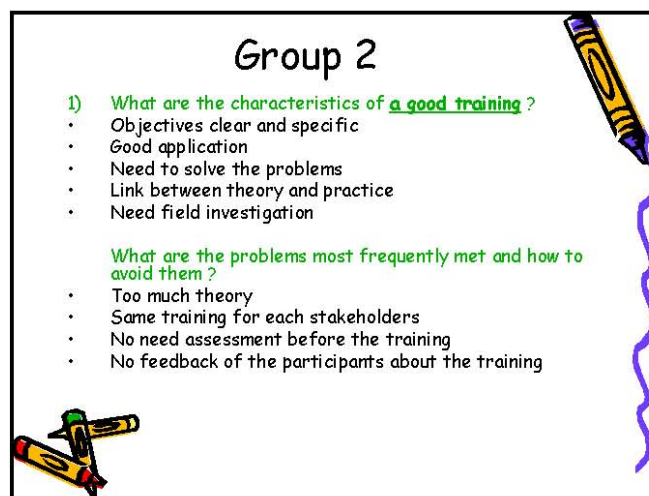 Group 2
1) What are the characteristics of a good training ?
• Objectives clear and specific
• Good application
• Need to solve the problems
• Link between theory and practice
• Need field investigation
What are the problems most frequently met and how to
avoid them ?
• Too much theory
• Same training for each stakeholders
• No need assessment before the training
• No feedback of the participants about the training